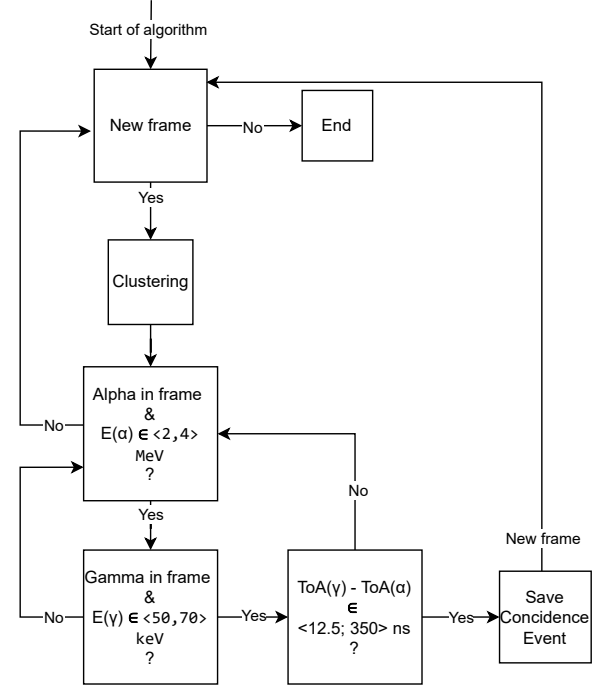 Start of algorithm
New frame
No
End
Yes
Clustering
Alpha in frame
&
E(α) ∈ <2,4>
MeV
?
No
Yes
No
Gamma in frame
&
E(γ) ∈ <50,70>
keV
?
No
Yes
ToA(γ) - ToA(α)
∈
<12.5; 350> ns
?
Yes
New frame
Save
Concidence
Event